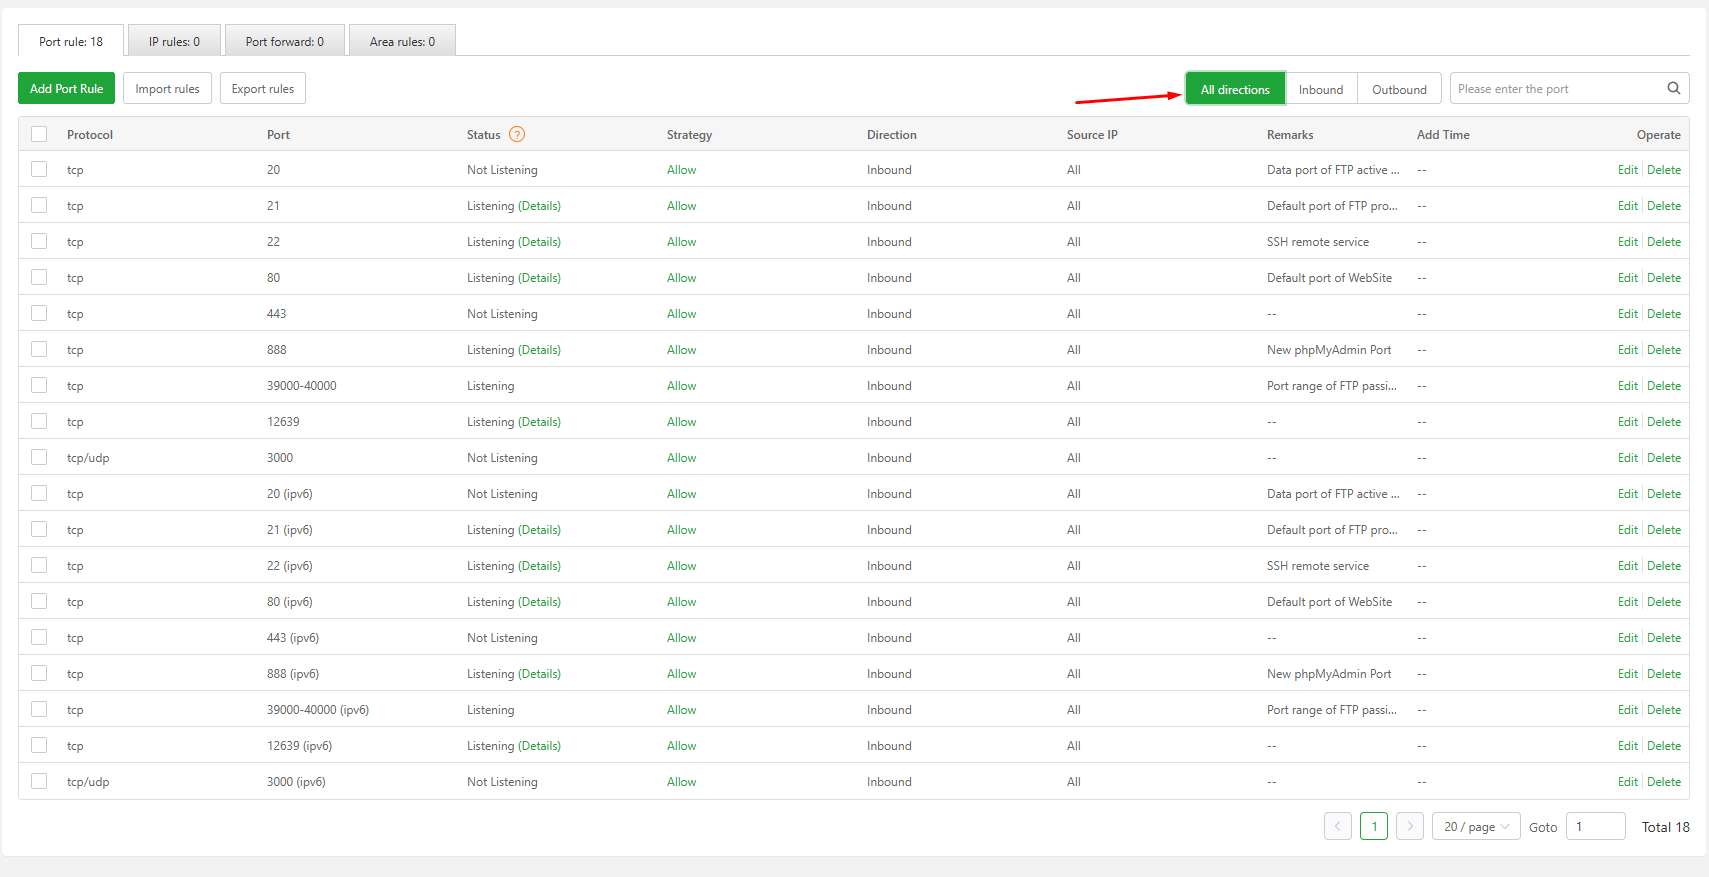 Port rule: 18 IP rules: 0 Port forward: 0 Area rules: 0
Add Port Rule Import rules Export rules All directions Inbound Outbound Please enter the port
Protocol Port Status ? Strategy Direction Source IP Remarks Add Time Operate
tcp 20 Not Listening Allow Inbound All Data port of FTP active ... -- Edit Delete
tcp 21 Listening (Details) Allow Inbound All Default port of FTP pro... -- Edit Delete
tcp 22 Listening (Details) Allow Inbound All SSH remote service -- Edit Delete
tcp 80 Listening (Details) Allow Inbound All Default port of WebSite -- Edit Delete
tcp 443 Not Listening Allow Inbound All -- -- Edit Delete
tcp 888 Listening (Details) Allow Inbound All New phpMyAdmin Port -- Edit Delete
tcp 39000-40000 Listening Allow Inbound All Port range of FTP passi... -- Edit Delete
tcp 12639 Listening (Details) Allow Inbound All -- -- Edit Delete
tcp/udp 3000 Not Listening Allow Inbound All -- -- Edit Delete
tcp 20 (ipv6) Not Listening Allow Inbound All Data port of FTP active ... -- Edit Delete
tcp 21 (ipv6) Listening (Details) Allow Inbound All Default port of FTP pro... -- Edit Delete
tcp 22 (ipv6) Listening (Details) Allow Inbound All SSH remote service -- Edit Delete
tcp 80 (ipv6) Listening (Details) Allow Inbound All Default port of WebSite -- Edit Delete
tcp 443 (ipv6) Not Listening Allow Inbound All -- -- Edit Delete
tcp 888 (ipv6) Listening (Details) Allow Inbound All New phpMyAdmin Port -- Edit Delete
tcp 39000-40000 (ipv6) Listening Allow Inbound All Port range of FTP passi... -- Edit Delete
tcp 12639 (ipv6) Listening (Details) Allow Inbound All -- -- Edit Delete
tcp/udp 3000 (ipv6) Not Listening Allow Inbound All -- -- Edit Delete
1 20 / page Goto 1 Total 18